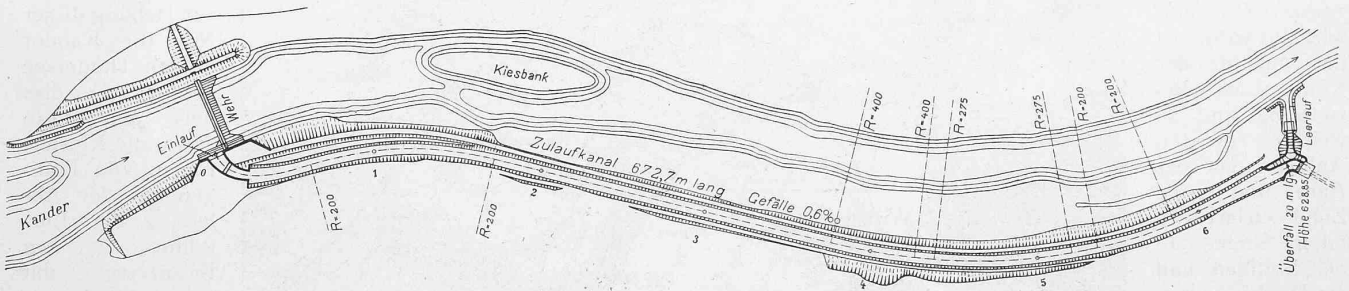 Kander
Einlauf
Wehr
Kiesbank
0
1
2
3
4
5
6
R=200
R=200
Zulaufkanal 672,7m lang Gefälle 0,6‰
R=400
R=400
R=275
R=275
R=200
R=200
Leerlauf
Überfall 20 m lg
Höhe 628.85